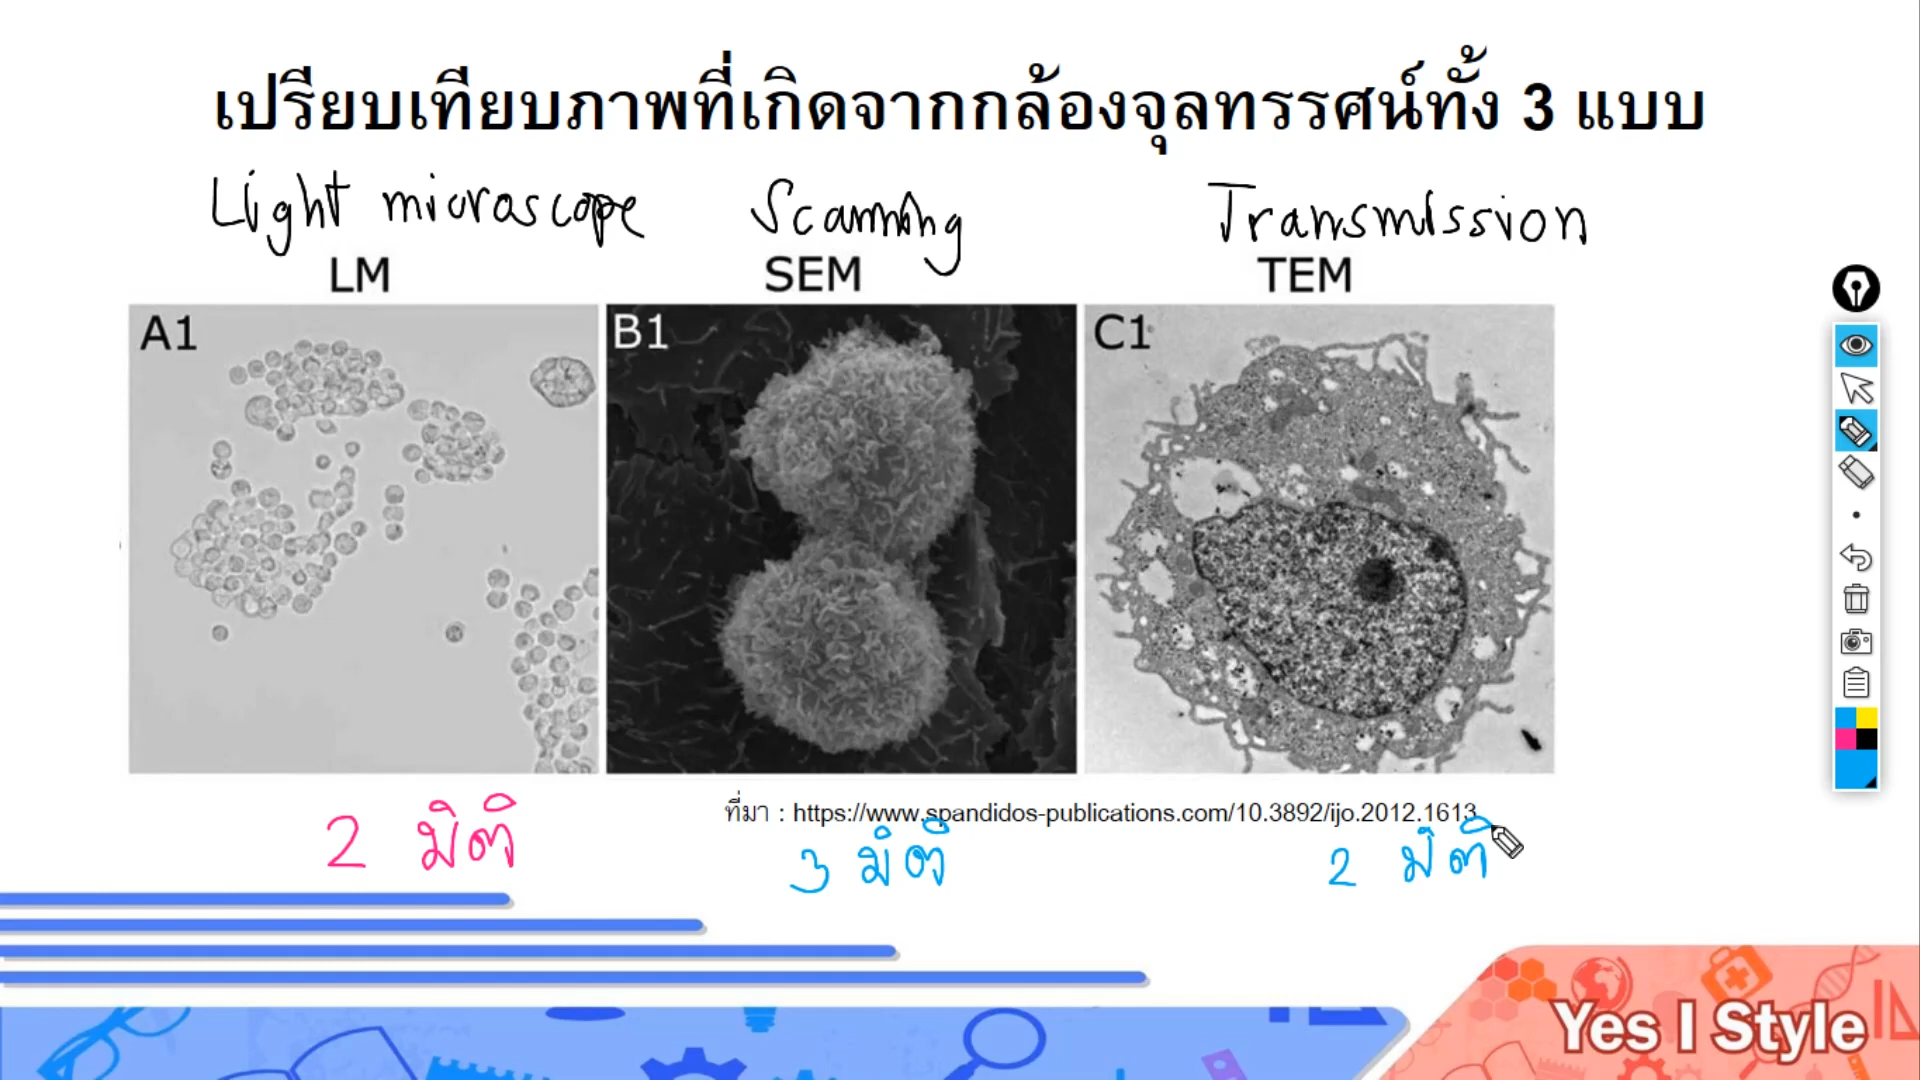 เปรียบเทียบภาพที่เกิดจากกล้องจุลทรรศน์ทั้ง 3 แบบ
Light microscope Scanning Transmission
LM SEM TEM
A1 B1 C1
ที่มา : https://www.spandidos-publications.com/10.3892/ijo.2012.1613
2 มิติ 3 มิติ 2 มิติ
Yes I Style